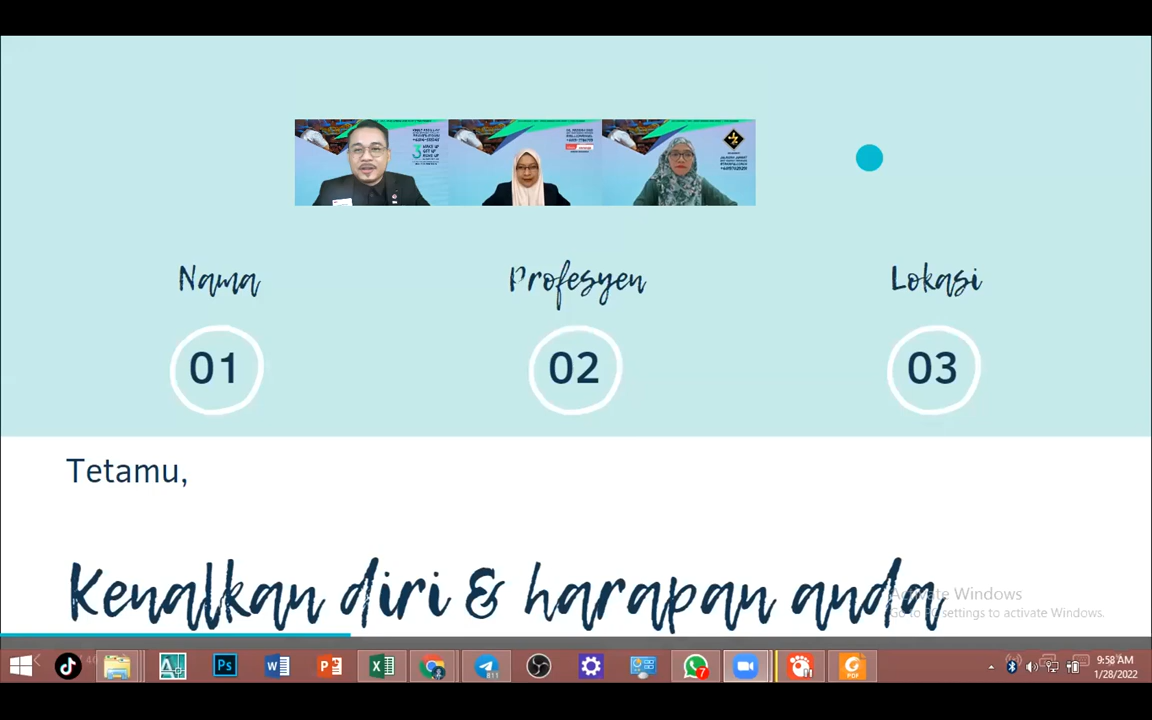 Nama
Profesyen
Lokasi
01
02
03
Tetamu,
Kenalkan diri & harapan anda
Activate Windows
Go to PC settings to activate Windows.
9:58 AM
1/28/2022